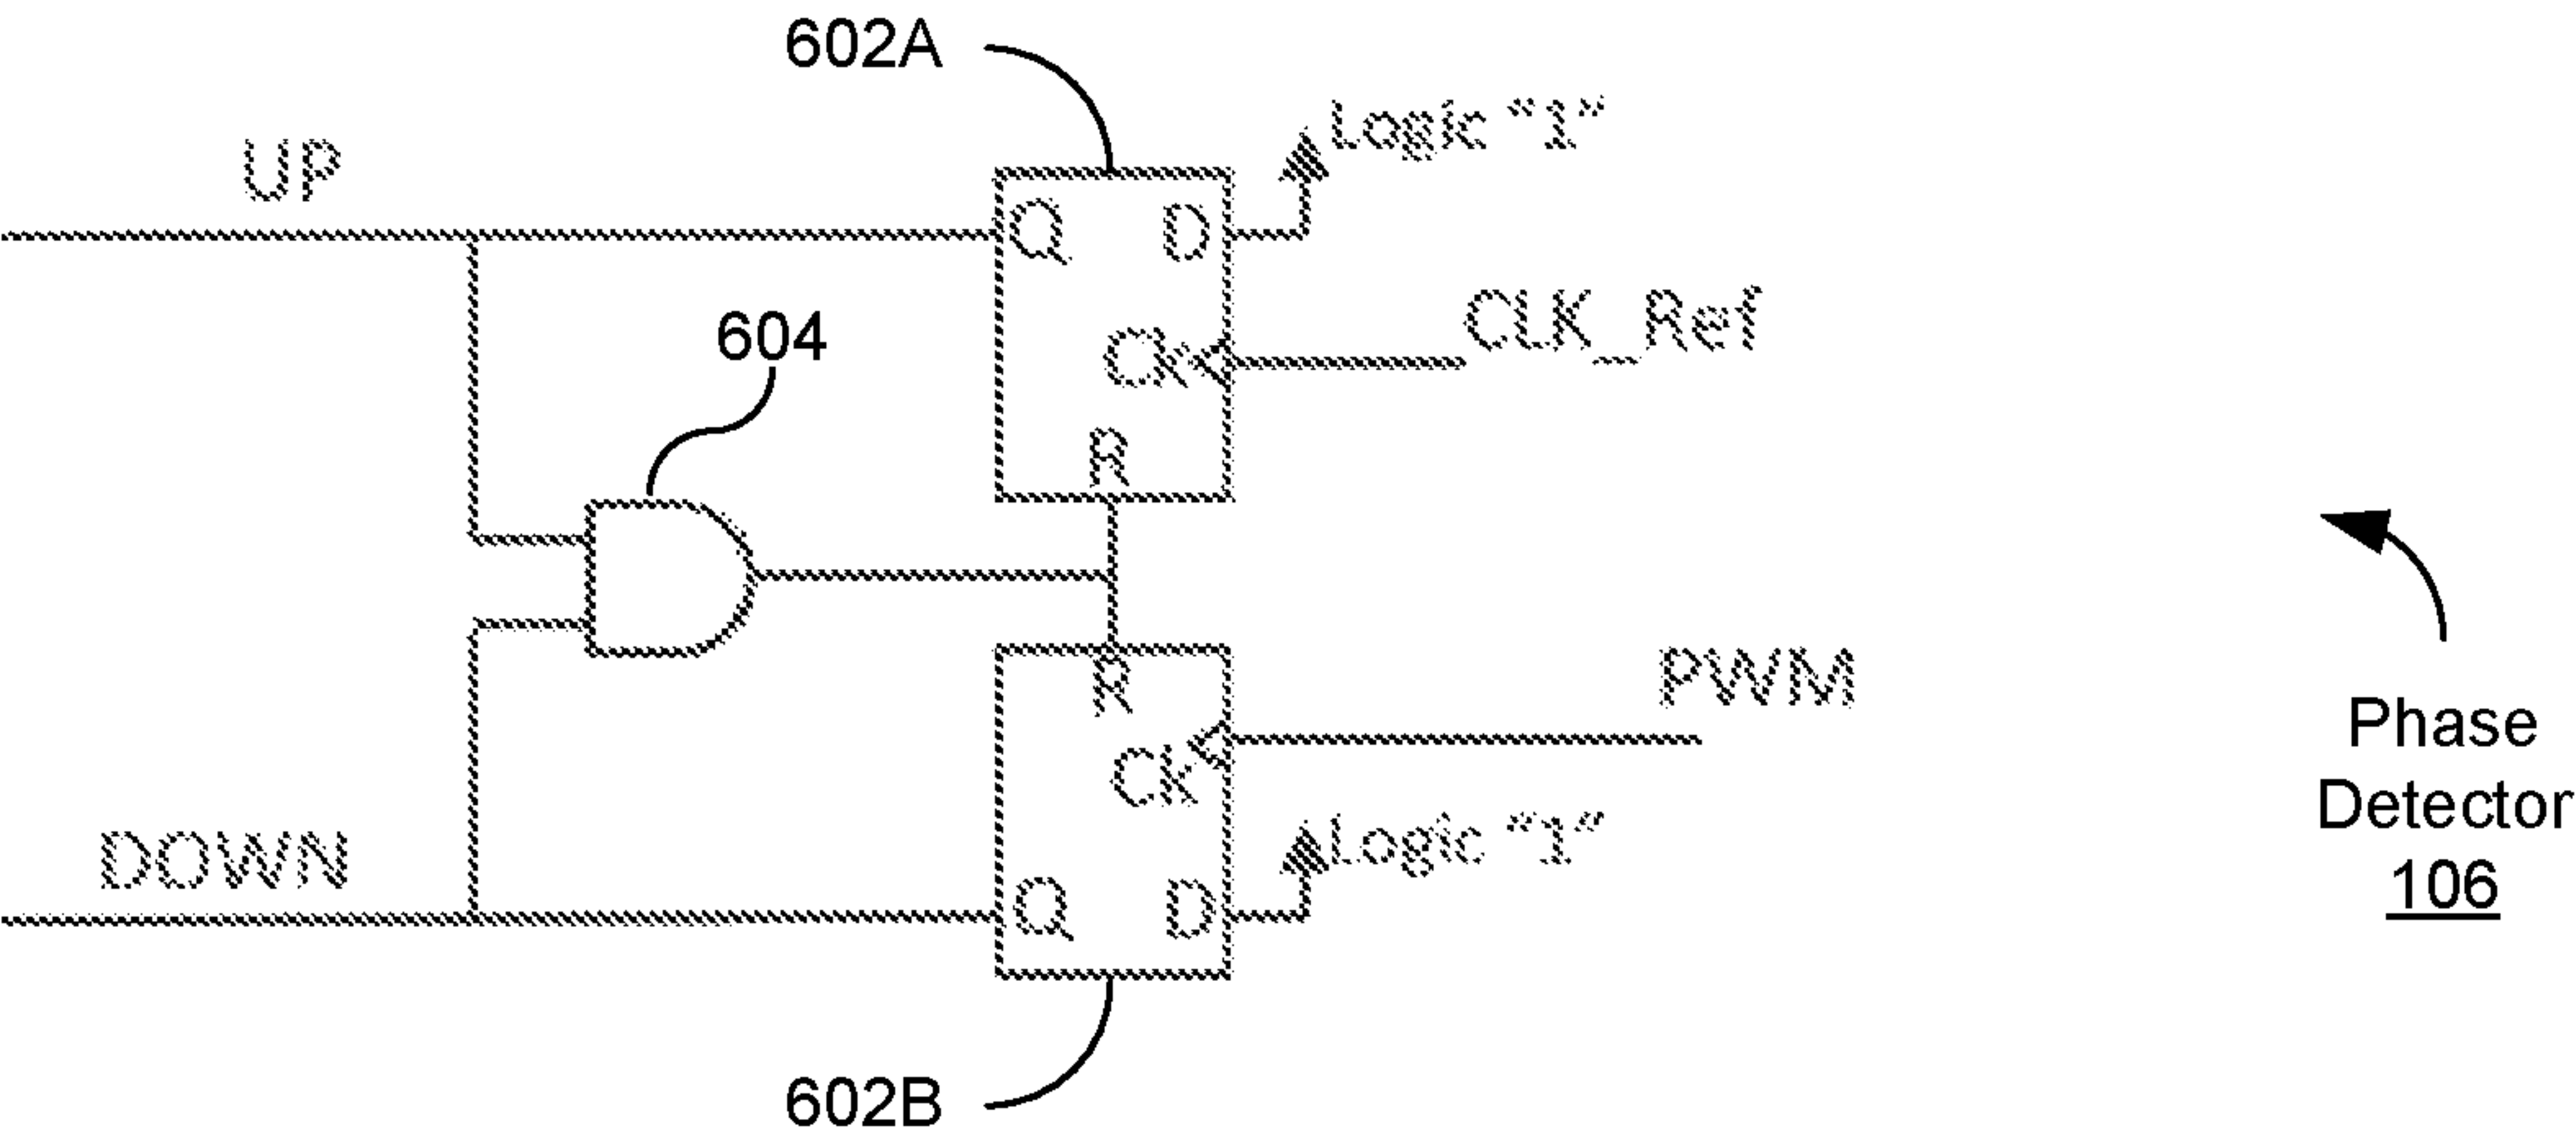 602A
Logic “1”
UP
Q
D
CLK_Ref
604
Ck
R
R
PWM
Ck
Phase
Detector
106
Logic “1”
DOWN
Q
D
602B